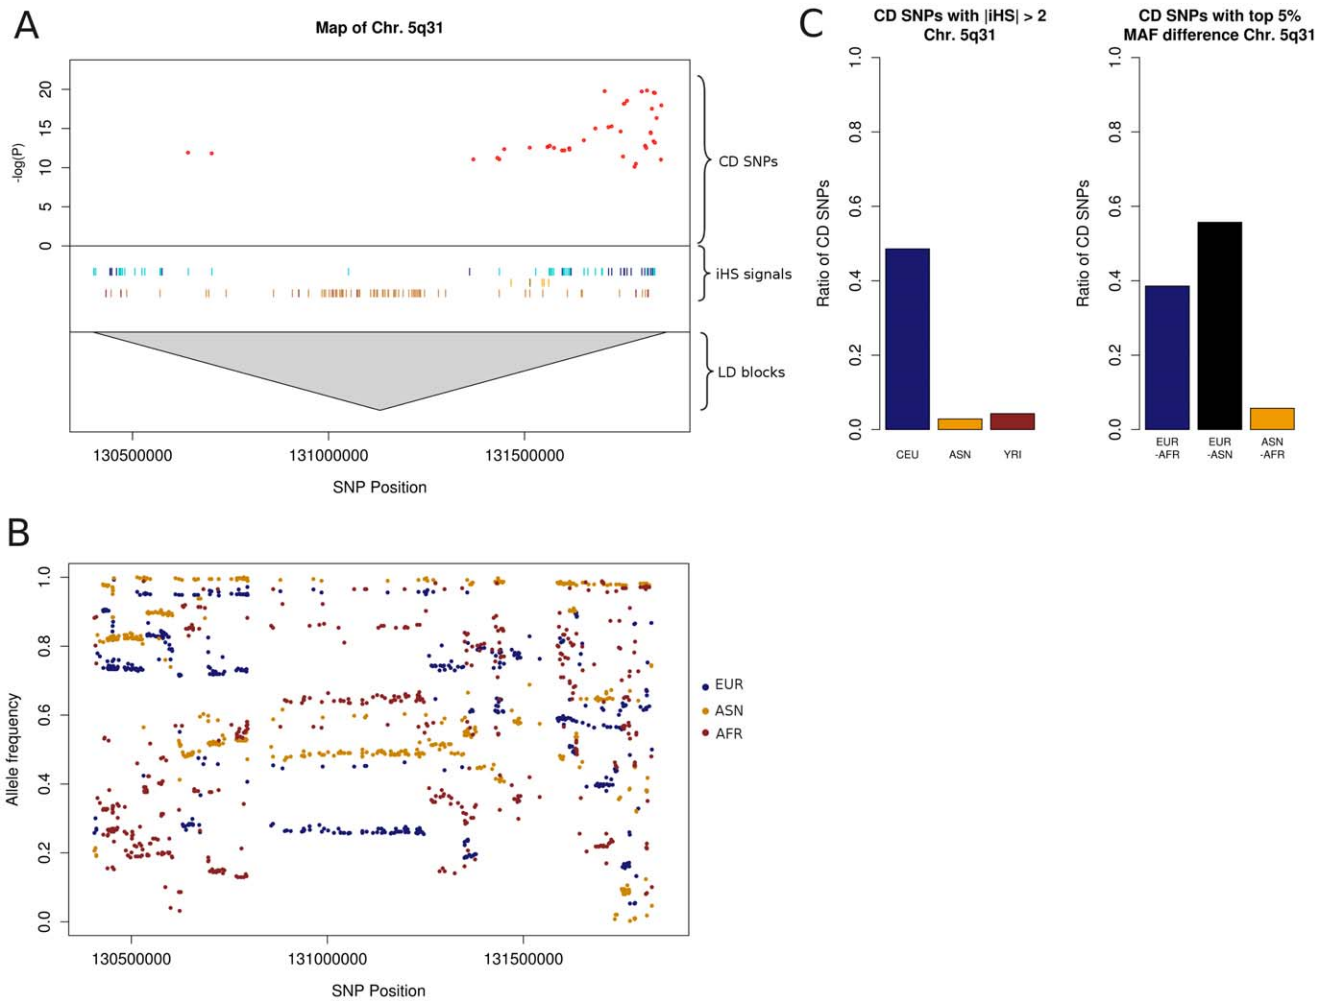 A
Map of Chr. 5q31
-log(P)
20
15
10
5
0
CD SNPs
iHS signals
LD blocks
130500000 131000000 131500000
SNP Position
C
CD SNPs with |iHS| > 2
Chr. 5q31
Ratio of CD SNPs
1.0
0.8
0.6
0.4
0.2
0.0
CEU ASN YRI
CD SNPs with top 5%
MAF difference Chr. 5q31
Ratio of CD SNPs
1.0
0.8
0.6
0.4
0.2
0.0
EUR EUR ASN
-AFR -ASN -AFR
B
Allele frequency
1.0
0.8
0.6
0.4
0.2
0.0
EUR
ASN
AFR
130500000 131000000 131500000
SNP Position